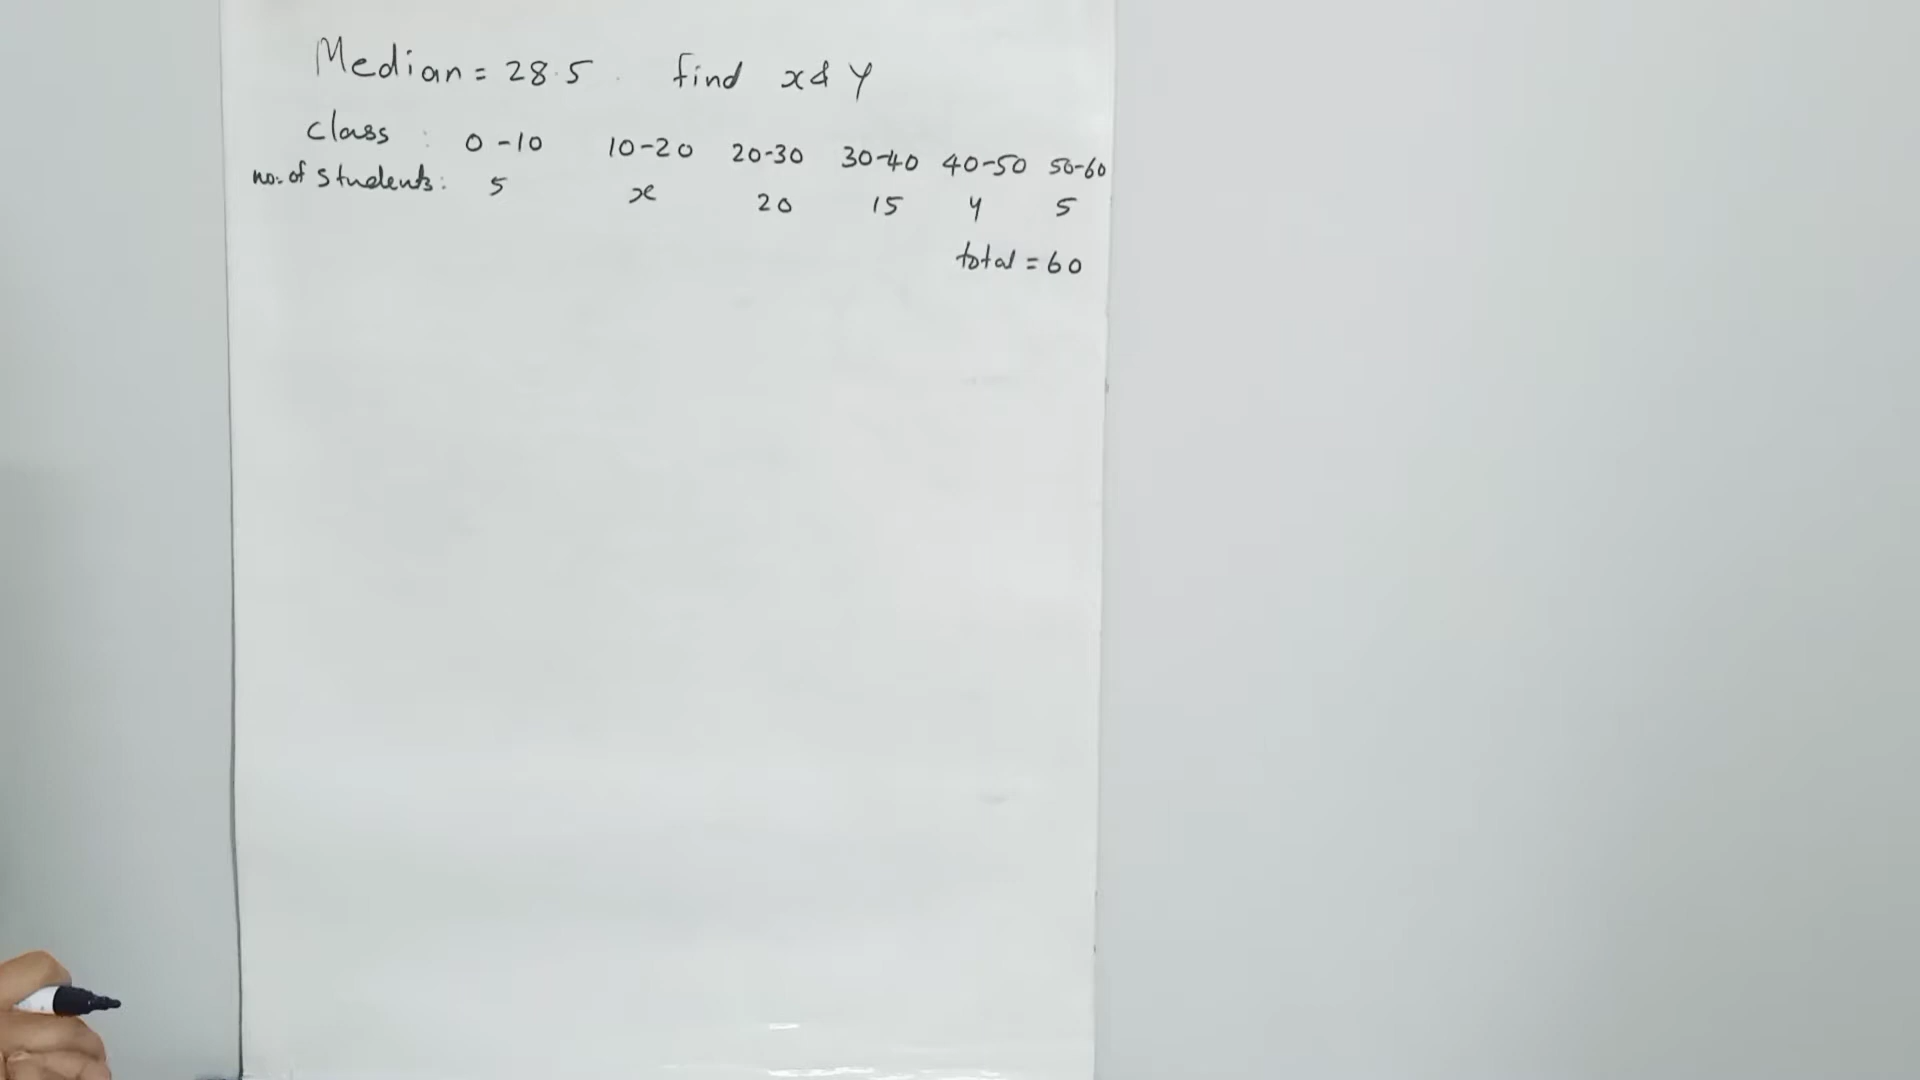 Median = 28.5 find x & y
class : 0-10 10-20 20-30 30-40 40-50 50-60
no. of students: 5 x 20 15 y 5
total = 60